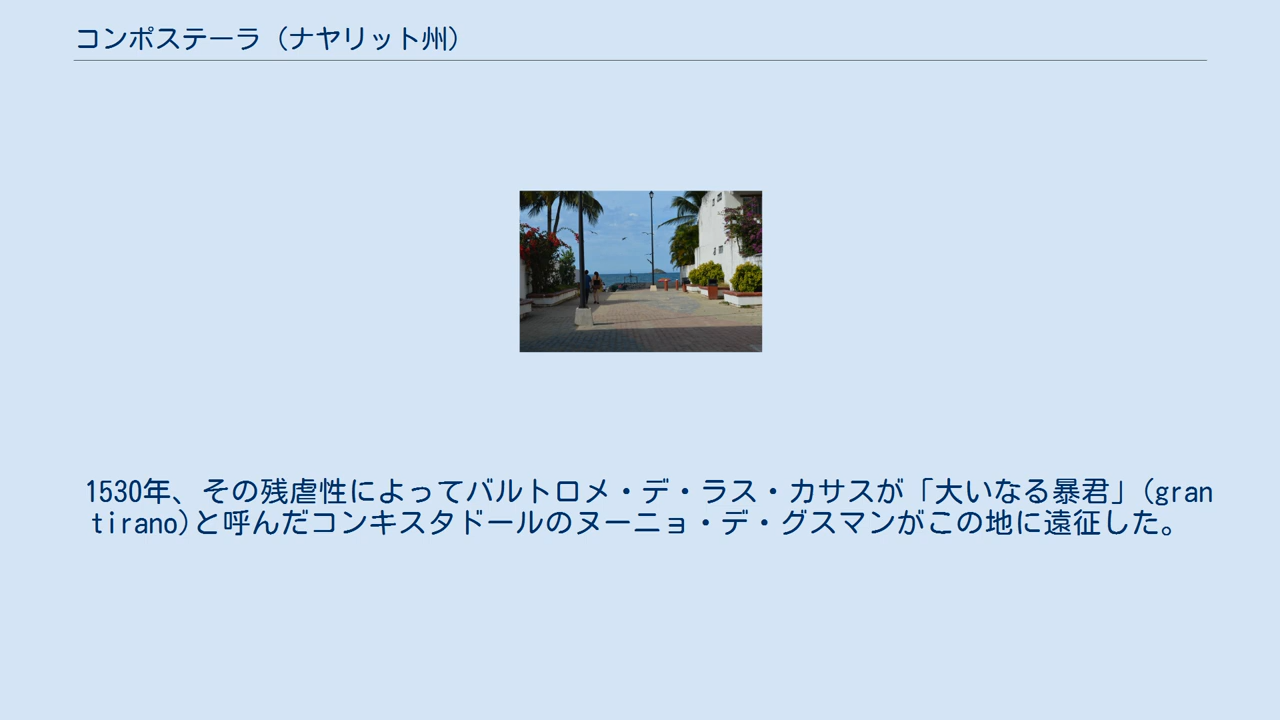 コンポステーラ（ナヤリット州）
1530年、その残虐性によってバルトロメ・デ・ラス・カサスが「大いなる暴君」(gran
tirano)と呼んだコンキスタドールのヌーニョ・デ・グスマンがこの地に遠征した。